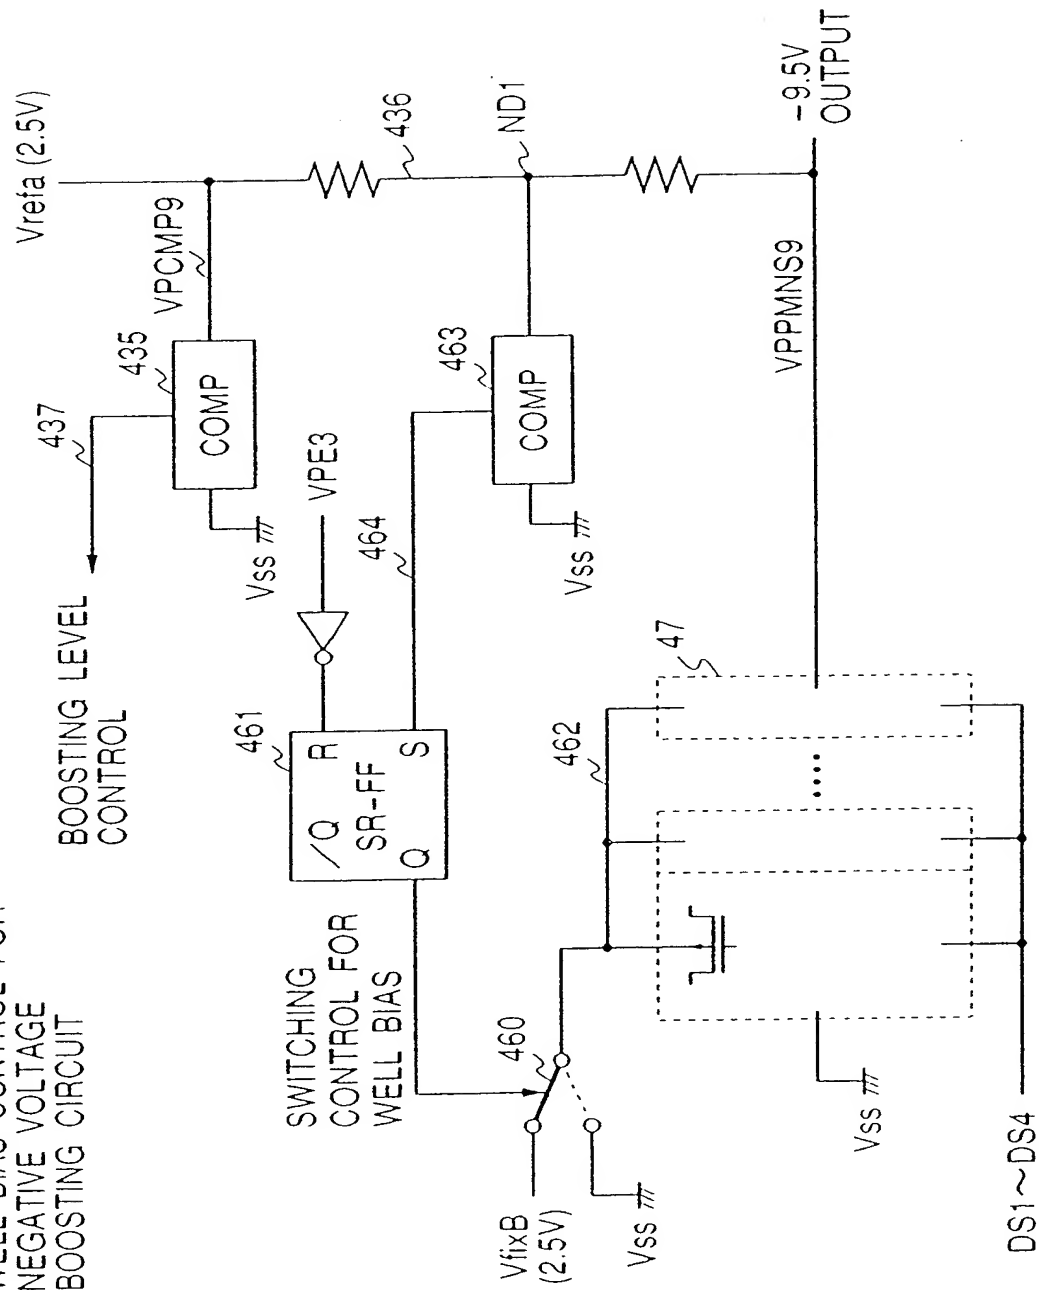 NEGATIVE VOLTAGE
BOOSTING CIRCUIT
BOOSTING LEVEL
CONTROL
437
435
COMP
Vss
VPCMP9
Vrefa (2.5V)
436
ND1
463
COMP
Vss
464
VPE3
461
/Q
R
SR-FF
Q
S
SWITCHING
CONTROL FOR
WELL BIAS
460
VfixB
(2.5V)
Vss
462
47
....
Vss
VPPMNS9
-9.5V
OUTPUT
DS1~DS4